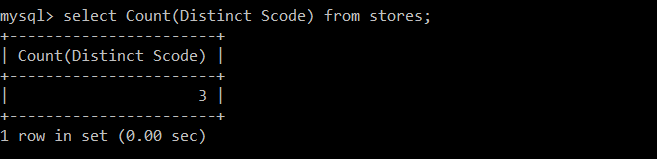 mysql> select Count(Distinct Scode) from stores;
+-----------------------+
| Count(Distinct Scode) |
+-----------------------+
|                     3 |
+-----------------------+
1 row in set (0.00 sec)